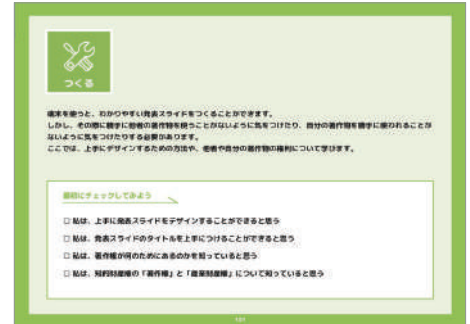 つくる
端末を使うと、わかりやすい発表スライドをつくることができます。
しかし、その際に勝手に他者の著作物を使うことがないように気をつけたり、自分の著作物を勝手に使われることが
ないように気をつけたりする必要があります。
ここでは、上手にデザインするための方法や、他者や自分の著作物の権利について学びます。
最初にチェックしてみよう
□ 私は、上手に発表スライドをデザインすることができると思う
□ 私は、発表スライドのタイトルを上手につけることができると思う
□ 私は、著作権が何のためにあるのかを知っていると思う
□ 私は、知的財産権の「著作権」と「産業財産権」について知っていると思う